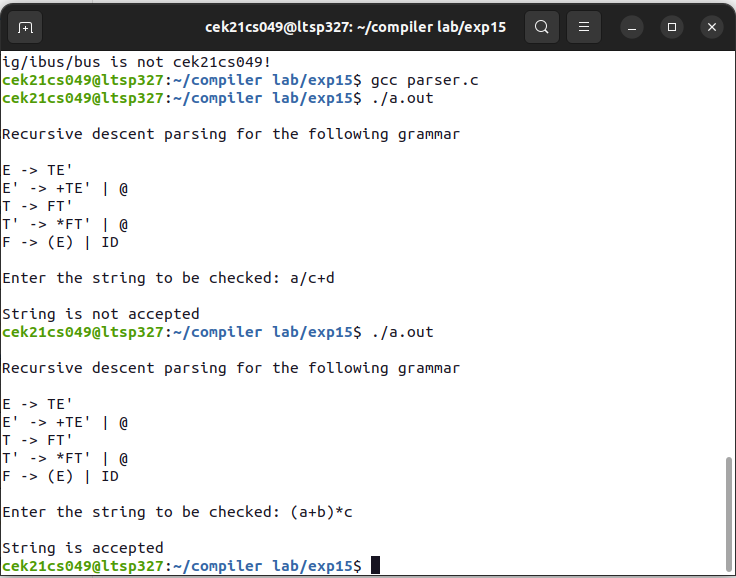 cek21cs049@ltsp327: ~/compiler lab/exp15
ig/ibus/bus is not cek21cs049!
cek21cs049@ltsp327:~/compiler lab/exp15$ gcc parser.c
cek21cs049@ltsp327:~/compiler lab/exp15$ ./a.out
Recursive descent parsing for the following grammar
E -> TE'
E' -> +TE' | @
T -> FT'
T' -> *FT' | @
F -> (E) | ID
Enter the string to be checked: a/c+d
String is not accepted
cek21cs049@ltsp327:~/compiler lab/exp15$ ./a.out
Recursive descent parsing for the following grammar
E -> TE'
E' -> +TE' | @
T -> FT'
T' -> *FT' | @
F -> (E) | ID
Enter the string to be checked: (a+b)*c
String is accepted
cek21cs049@ltsp327:~/compiler lab/exp15$